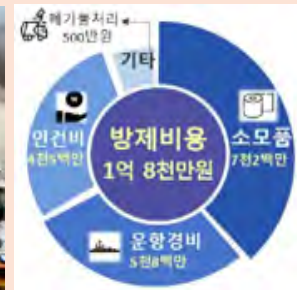 폐기물처리
500만원
기타
인건비
4천5백만
방제비용
1억 8천만원
소모품
7천2백만
운항경비
5천8백만